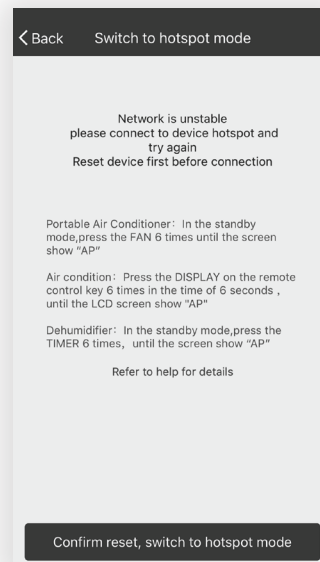 Back Switch to hotspot mode
Network is unstable
please connect to device hotspot and
try again
Reset device first before connection
Portable Air Conditioner: In the standby
mode,press the FAN 6 times until the screen
show “AP”
Air condition: Press the DISPLAY on the remote
control key 6 times in the time of 6 seconds ,
until the LCD screen show "AP"
Dehumidifier: In the standby mode,press the
TIMER 6 times, until the screen show “AP”
Refer to help for details
Confirm reset, switch to hotspot mode